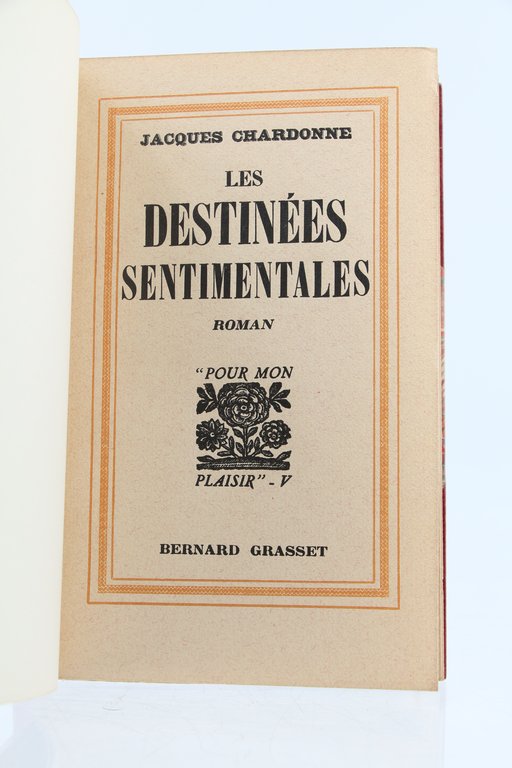 JACQUES CHARDONNE
LES
DESTINÉES
SENTIMENTALES
ROMAN
"POUR MON
PLAISIR" - V
BERNARD GRASSET